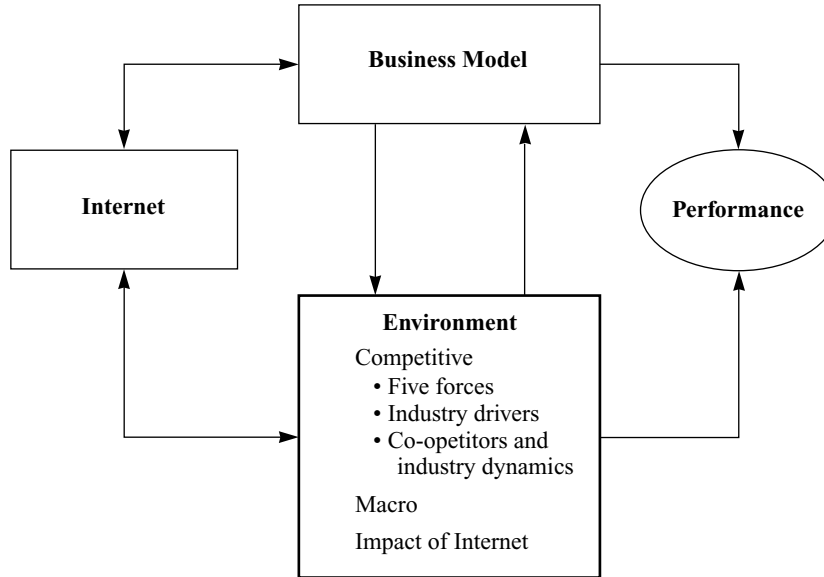 Business Model
Internet
Performance
Environment
Competitive
• Five forces
• Industry drivers
• Co-opetitors and
industry dynamics
Macro
Impact of Internet